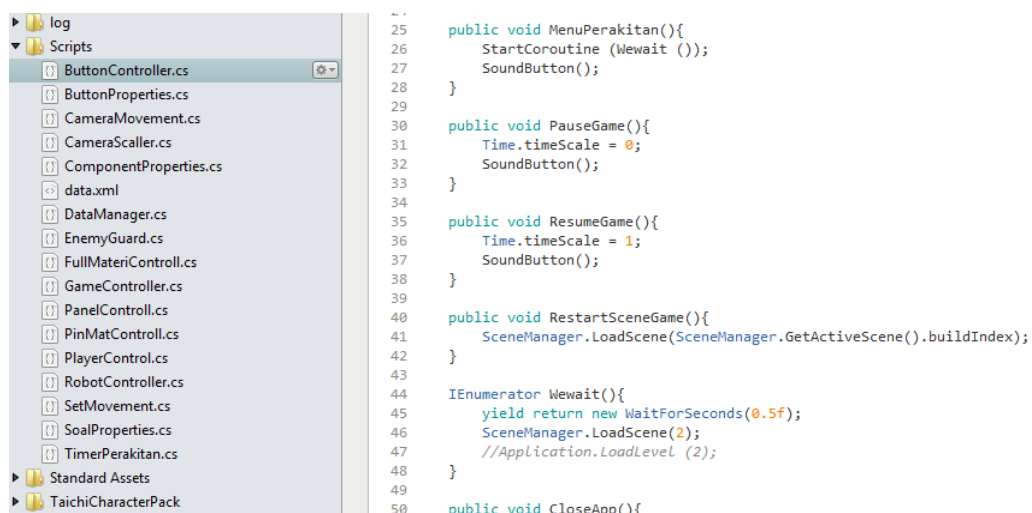 log
Scripts
ButtonController.cs
ButtonProperties.cs
CameraMovement.cs
CameraScaller.cs
ComponentProperties.cs
data.xml
DataManager.cs
EnemyGuard.cs
FullMateriControll.cs
GameController.cs
PanelControll.cs
PinMatControll.cs
PlayerControl.cs
RobotController.cs
SetMovement.cs
SoalProperties.cs
TimerPerakitan.cs
Standard Assets
TaichiCharacterPack
24
25 public void MenuPerakitan(){
26 StartCoroutine (Wewait ());
27 SoundButton();
28 }
29
30 public void PauseGame(){
31 Time.timeScale = 0;
32 SoundButton();
33 }
34
35 public void ResumeGame(){
36 Time.timeScale = 1;
37 SoundButton();
38 }
39
40 public void RestartSceneGame(){
41 SceneManager.LoadScene(SceneManager.GetActiveScene().buildIndex);
42 }
43
44 IEnumerator Wewait(){
45 yield return new WaitForSeconds(0.5f);
46 SceneManager.LoadScene(2);
47 //Application.LoadLevel (2);
48 }
49
50 public void CloseApp(){